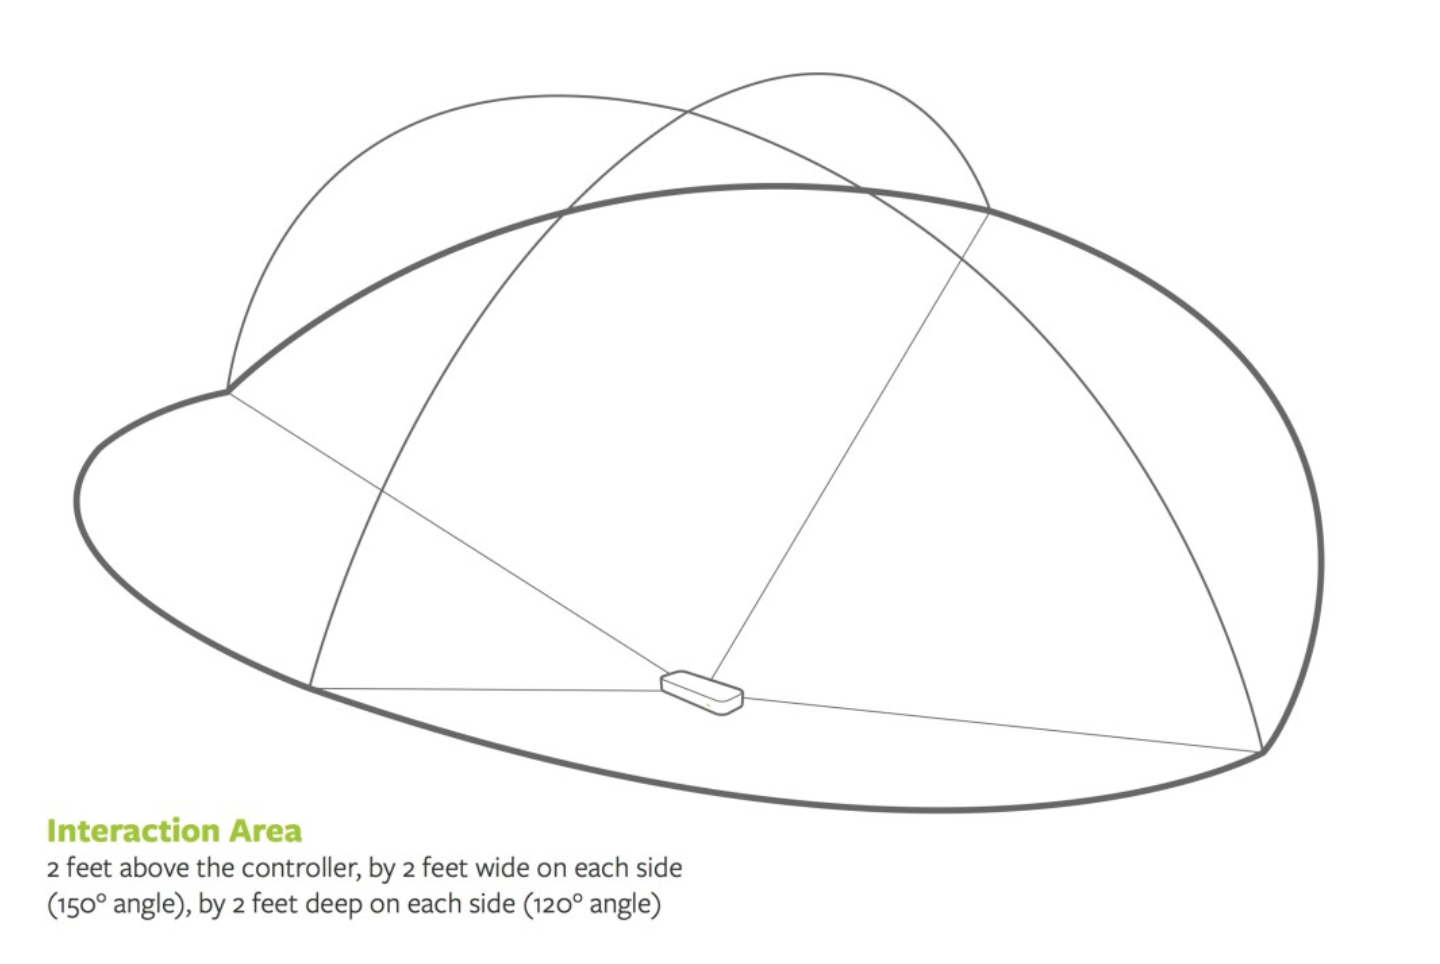 Interaction Area
2 feet above the controller, by 2 feet wide on each side
(150° angle), by 2 feet deep on each side (120° angle)